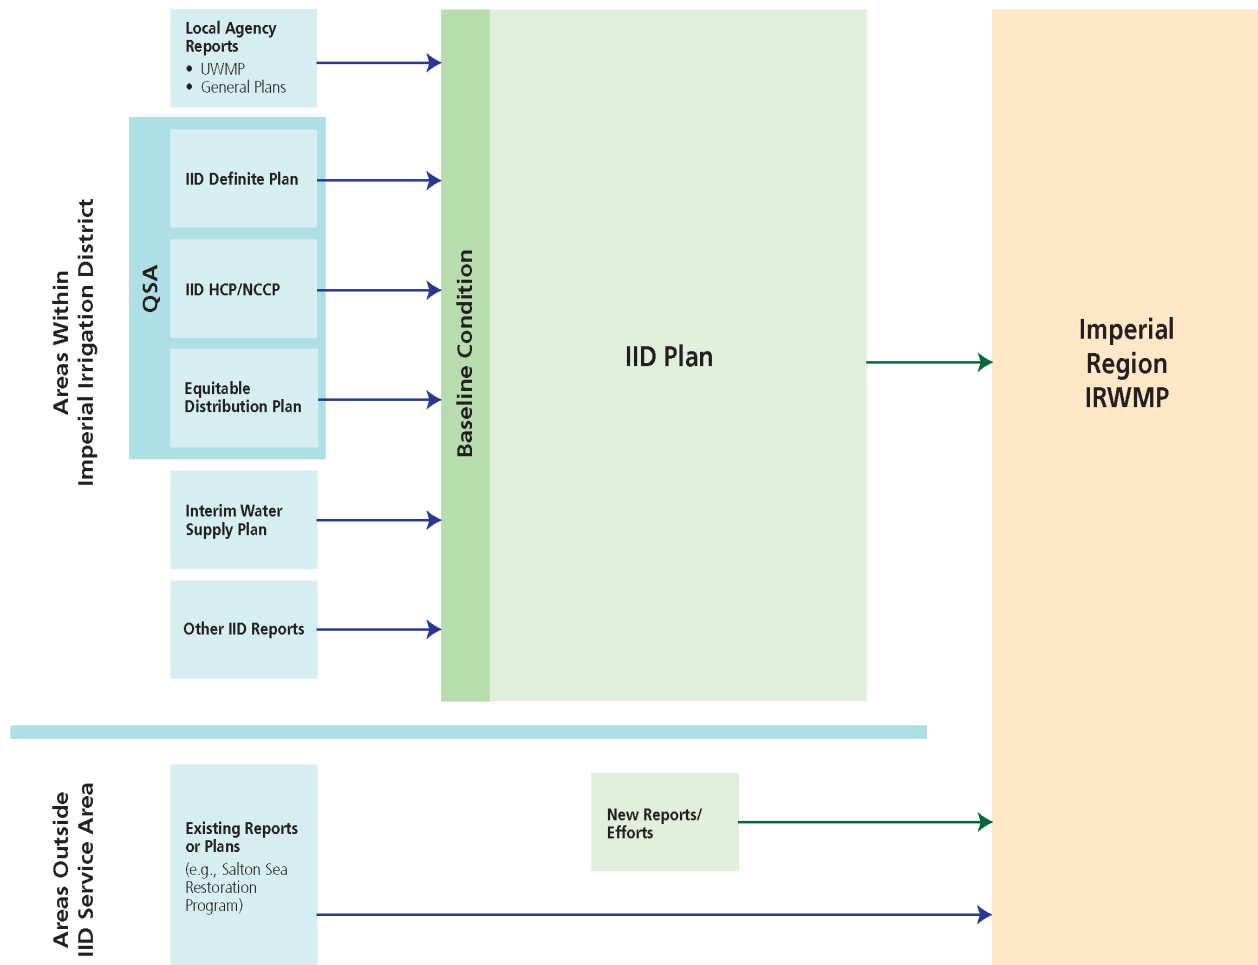 Areas Within
Imperial Irrigation District
Local Agency
Reports
• UWMP
• General Plans
QSA
IID Definite Plan
IID HCP/NCCP
Equitable
Distribution Plan
Interim Water
Supply Plan
Other IID Reports
Baseline Condition
IID Plan
Imperial
Region
IRWMP
Areas Outside
IID Service Area
Existing Reports
or Plans
(e.g., Salton Sea
Restoration
Program)
New Reports/
Efforts